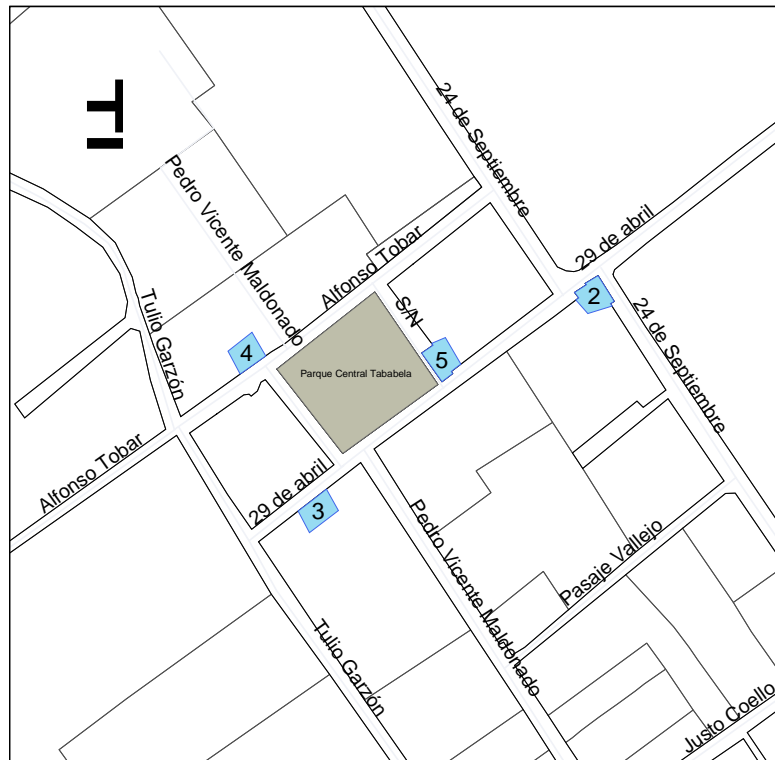 TI
24 de Septiembre
29 de abril
Pedro Vicente Maldonado
Alfonso Tobar
S/N
2
24 de Septiembre
Tulio Garzón
4
5
Parque Central Tababela
Alfonso Tobar
29 de abril
3
Pedro Vicente Maldonado
Pasaje Vallejo
Tulio Garzón
Justo Coello